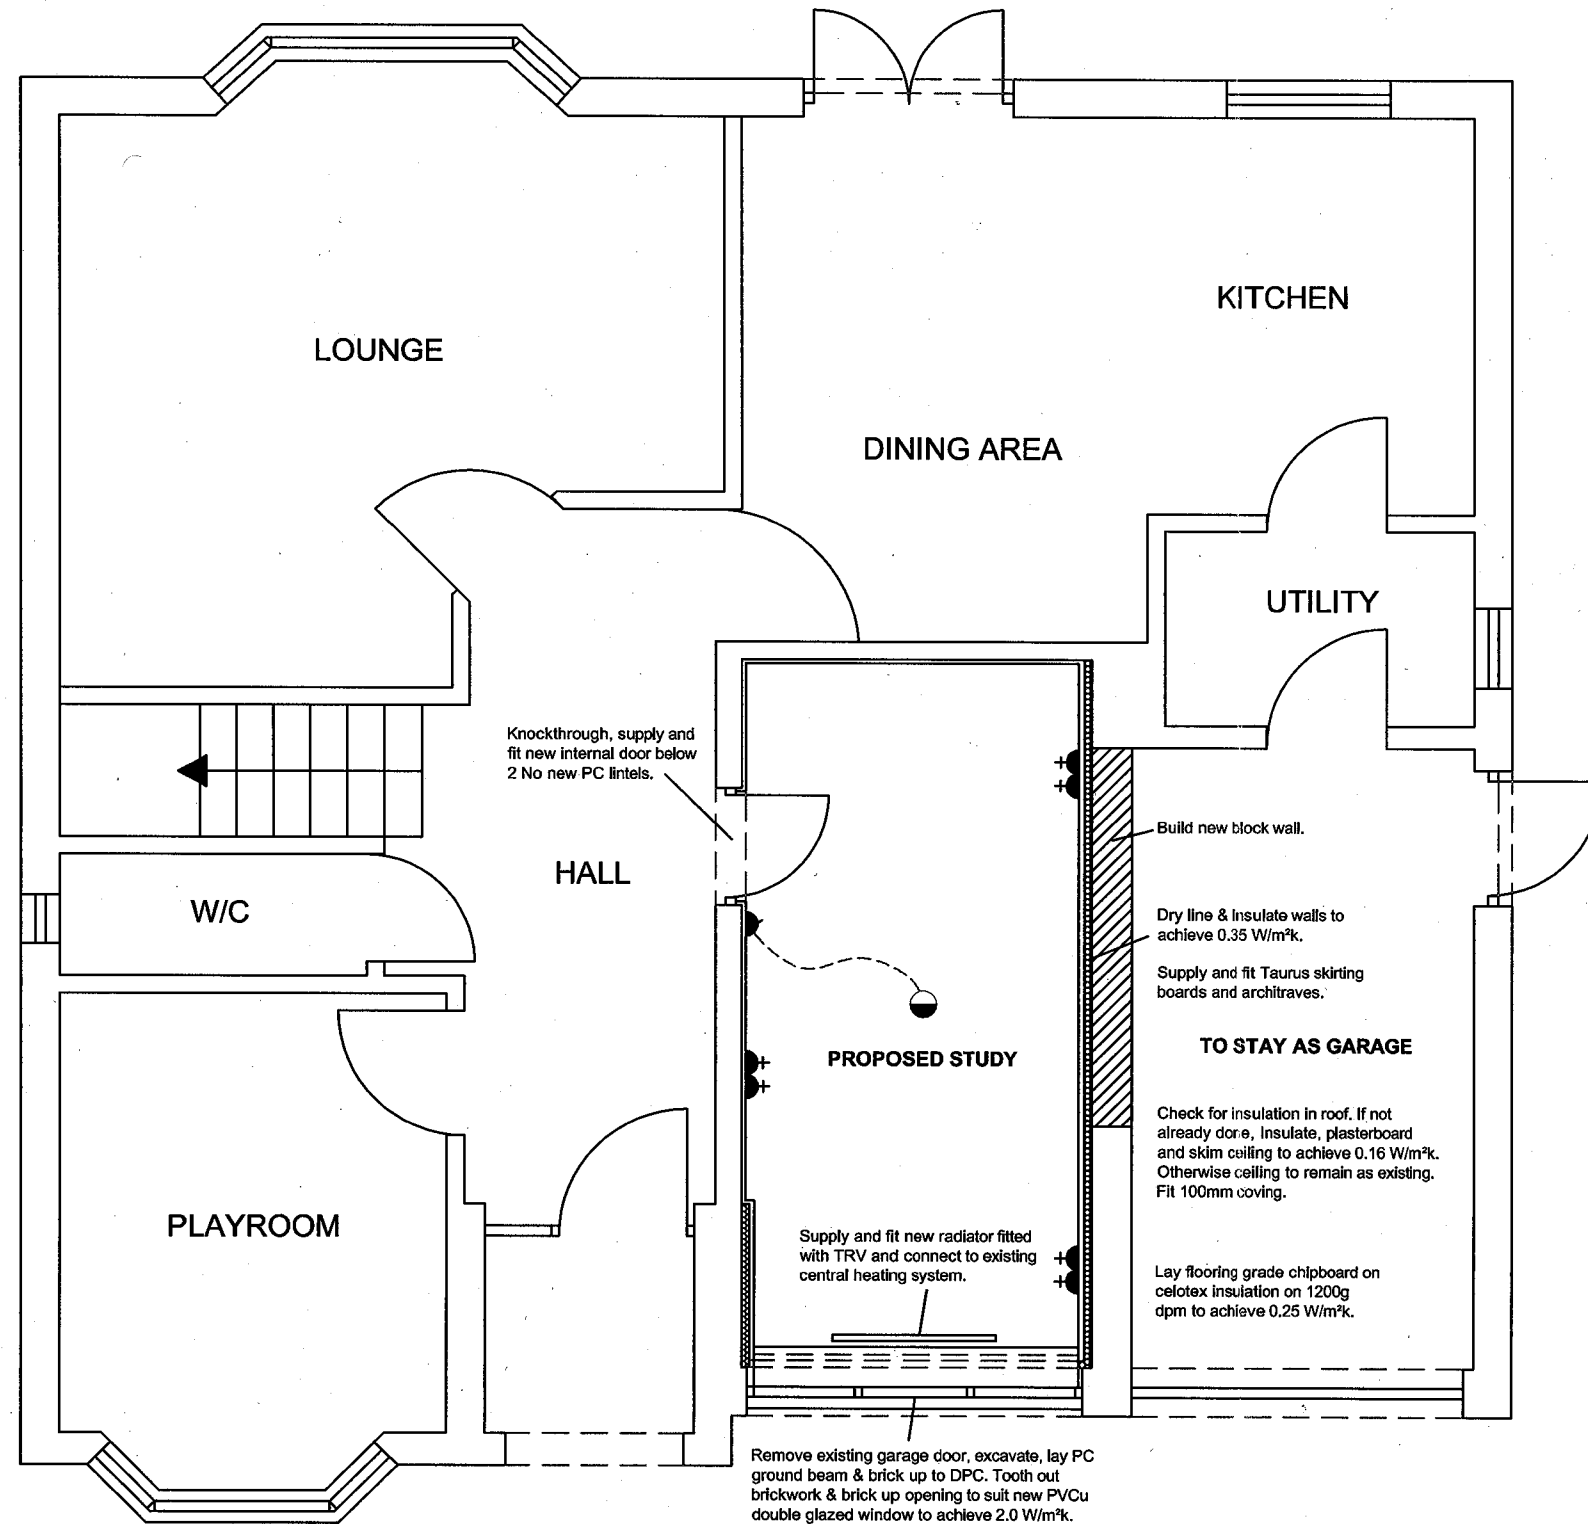 LOUNGE
KITCHEN
DINING AREA
UTILITY
Knockthrough, supply and
fit new internal door below
2 No new PC lintels.
Build new block wall.
HALL
W/C
Dry line & Insulate walls to
achieve 0.35 W/m²k.
Supply and fit Taurus skirting
boards and architraves.
TO STAY AS GARAGE
PROPOSED STUDY
Check for insulation in roof. If not
already done, Insulate, plasterboard
and skim ceiling to achieve 0.16 W/m²k.
Otherwise ceiling to remain as existing.
Fit 100mm coving.
PLAYROOM
Supply and fit new radiator fitted
with TRV and connect to existing
central heating system.
Lay flooring grade chipboard on
celotex insulation on 1200g
dpm to achieve 0.25 W/m²k.
Remove existing garage door, excavate, lay PC
ground beam & brick up to DPC. Tooth out
brickwork & brick up opening to suit new PVCu
double glazed window to achieve 2.0 W/m²k.